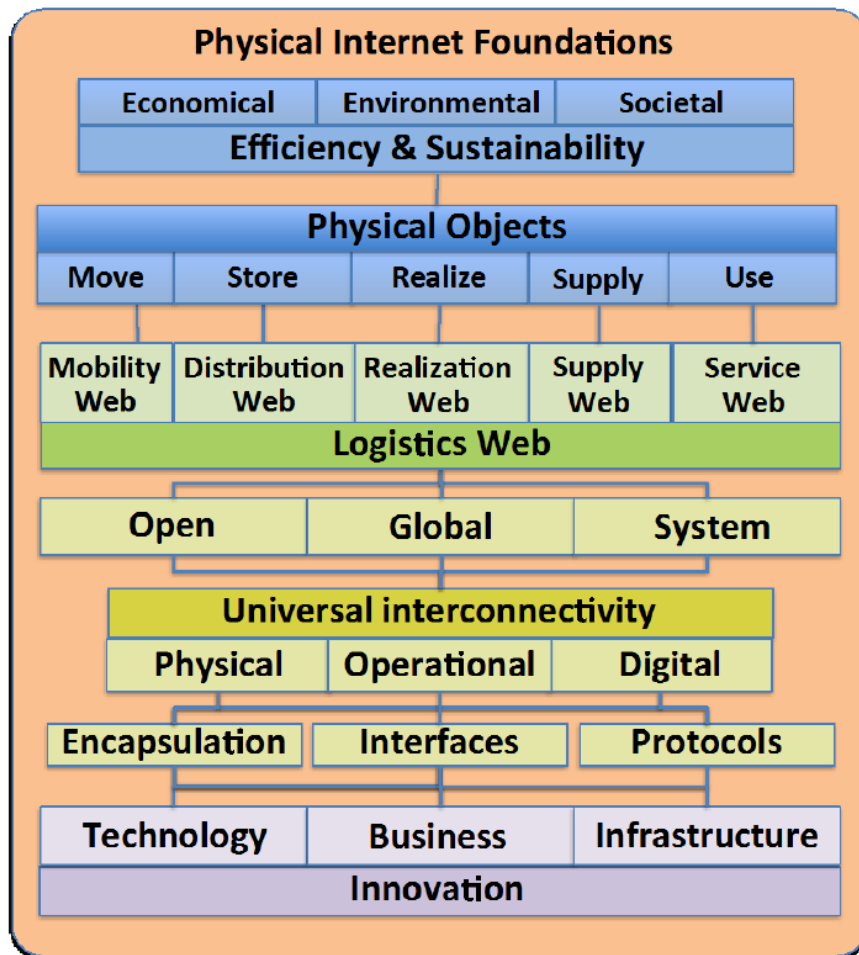 Physical Internet Foundations
Economical Environmental Societal
Efficiency & Sustainability
Physical Objects
Move Store Realize Supply Use
Mobility Web Distribution Web Realization Web Supply Web Service Web
Logistics Web
Open Global System
Universal interconnectivity
Physical Operational Digital
Encapsulation Interfaces Protocols
Technology Business Infrastructure
Innovation